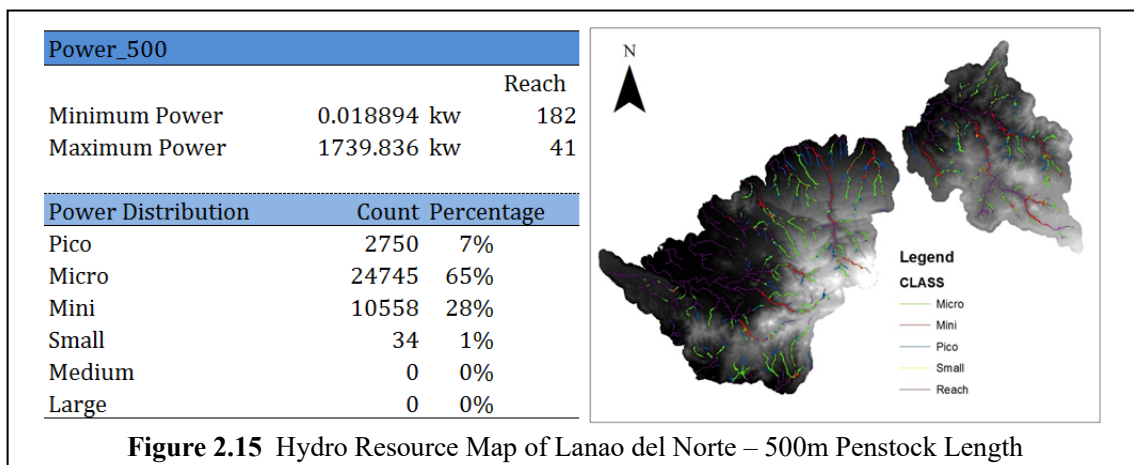 Power_500
Reach
Minimum Power 0.018894 kw 182
Maximum Power 1739.836 kw 41
Power Distribution Count Percentage
Pico 2750 7%
Micro 24745 65%
Mini 10558 28%
Small 34 1%
Medium 0 0%
Large 0 0%
N
Legend
CLASS
Micro
Mini
Pico
Small
Reach
Figure 2.15 Hydro Resource Map of Lanao del Norte – 500m Penstock Length